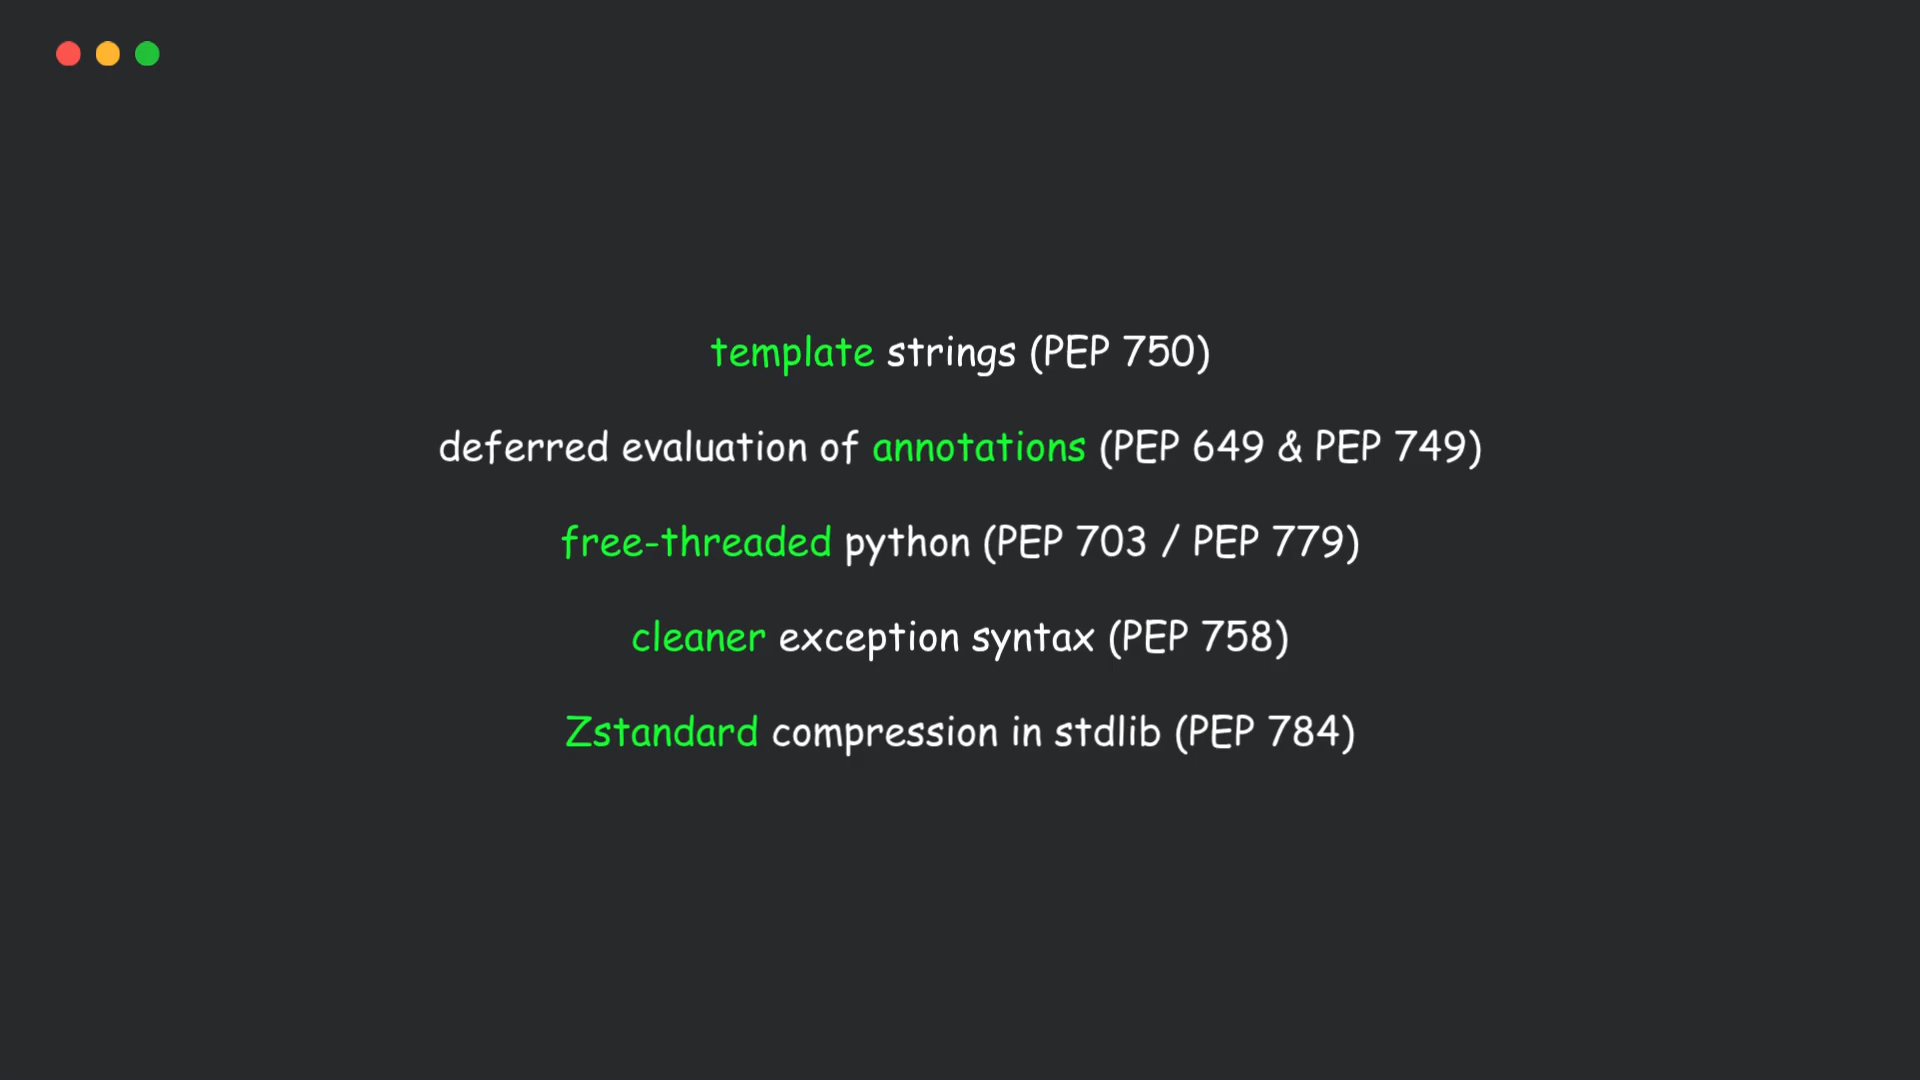 template strings (PEP 750)
deferred evaluation of annotations (PEP 649 & PEP 749)
free-threaded python (PEP 703 / PEP 779)
cleaner exception syntax (PEP 758)
Zstandard compression in stdlib (PEP 784)